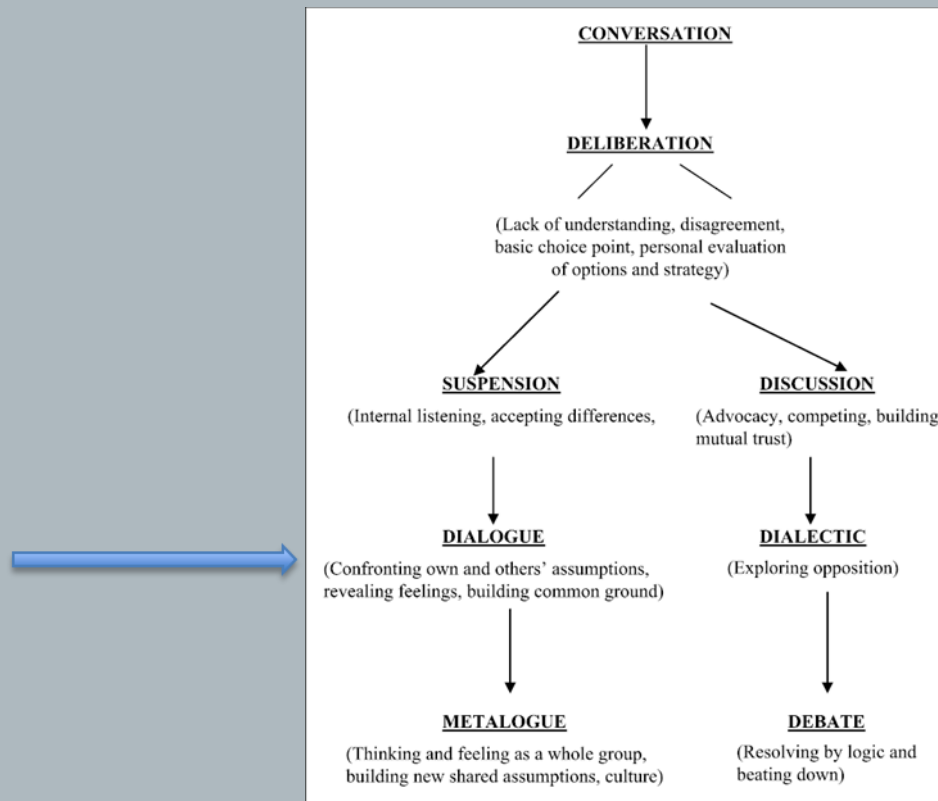 CONVERSATION
DELIBERATION
(Lack of understanding, disagreement,
basic choice point, personal evaluation
of options and strategy)
SUSPENSION
(Internal listening, accepting differences,
DISCUSSION
(Advocacy, competing, building
mutual trust)
DIALOGUE
(Confronting own and others’ assumptions,
revealing feelings, building common ground)
DIALECTIC
(Exploring opposition)
METALOGUE
(Thinking and feeling as a whole group,
building new shared assumptions, culture)
DEBATE
(Resolving by logic and
beating down)